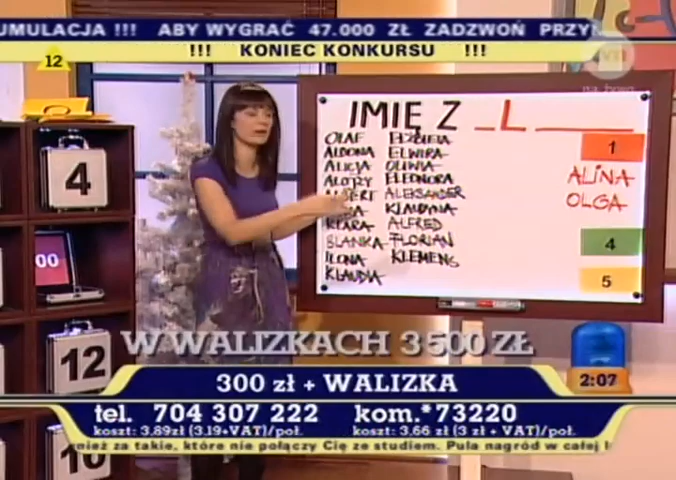 UMULACJA !!! ABY WYGRAĆ 47.000 ZŁ ZADZWOŃ PRZY
!!! KONIEC KONKURSU !!!
12
na żywo
IMIĘ Z _L______
OLAF ELŻBIETA
ALDONA ELWIRA
ALICJA OLIWIA
ALOJZY ELEONORA
ALEKSANDER
KLAUDYNA
KLARA ALFRED
BLANKA FLORIAN
ILONA KLEMENS
KLAUDIA
1
ALINA
OLGA
4
5
4
00
12
10
W WALIZKACH 3 500 ZŁ
2:07
300 zł + WALIZKA
tel. 704 307 222 kom.*73220
koszt: 3.89zł (3.19+VAT)/poł. koszt: 3,66 zł (3 zł + VAT)/poł.
nież za takie, które nie połączy Cię ze studiem. Pula nagród w całej